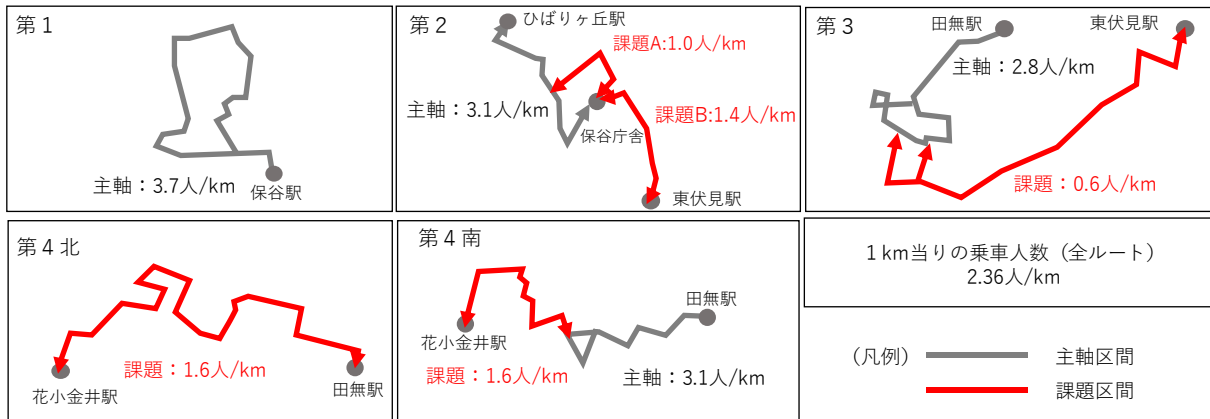 第1
主軸：3.7人/km
保谷駅
第2
ひばりヶ丘駅
課題A:1.0人/km
主軸：3.1人/km
課題B:1.4人/km
保谷庁舎
東伏見駅
第3
田無駅
東伏見駅
主軸：2.8人/km
課題：0.6人/km
第4北
課題：1.6人/km
花小金井駅
田無駅
第4南
田無駅
花小金井駅
課題：1.6人/km
主軸：3.1人/km
1km当りの乗車人数（全ルート）
2.36人/km
（凡例）
主軸区間
課題区間